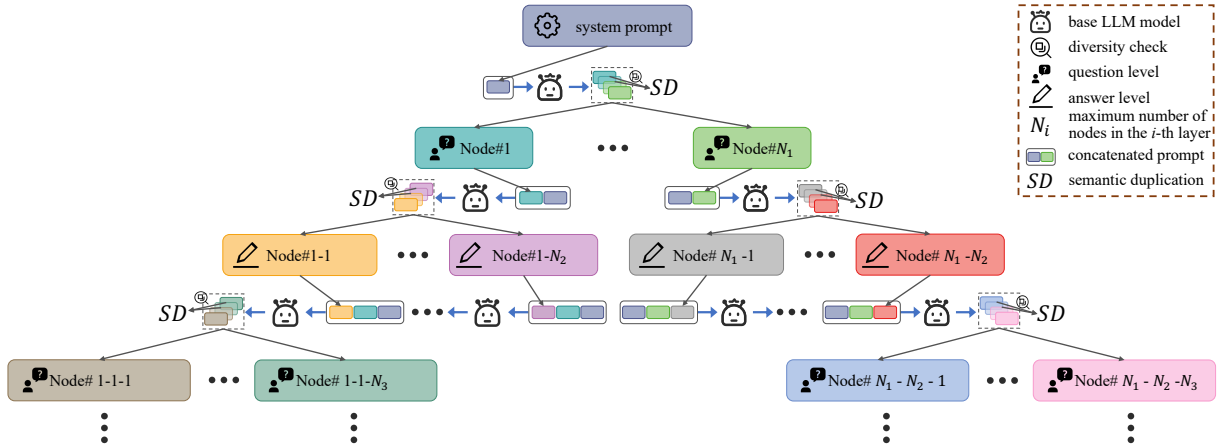 system prompt
SD
Node#1
Node#N₁
SD
SD
Node#1-1
Node#1-N₂
Node# N₁ -1
Node# N₁ -N₂
SD
SD
Node# 1-1-1
Node# 1-1-N₃
Node# N₁ - N₂ - 1
Node# N₁ - N₂ -N₃
base LLM model
diversity check
question level
answer level
Nᵢ maximum number of
nodes in the i-th layer
concatenated prompt
SD semantic duplication